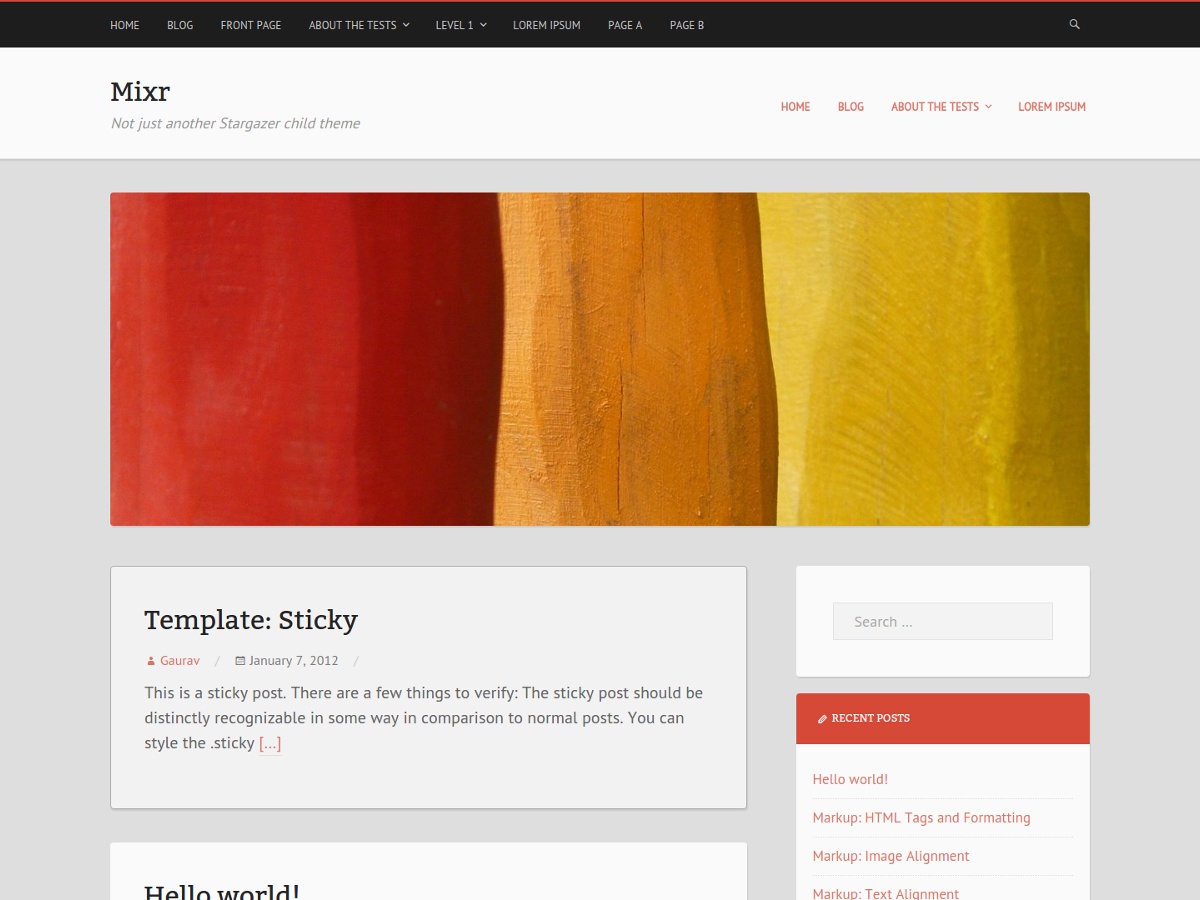 HOME BLOG FRONT PAGE ABOUT THE TESTS LEVEL 1 LOREM IPSUM PAGE A PAGE B
Mixr
Not just another Stargazer child theme
HOME BLOG ABOUT THE TESTS LOREM IPSUM
Template: Sticky
Gaurav / January 7, 2012 /
This is a sticky post. There are a few things to verify: The sticky post should be
distinctly recognizable in some way in comparison to normal posts. You can
style the .sticky [...]
Hello world!
Search ...
RECENT POSTS
Hello world!
Markup: HTML Tags and Formatting
Markup: Image Alignment
Markup: Text Alignment